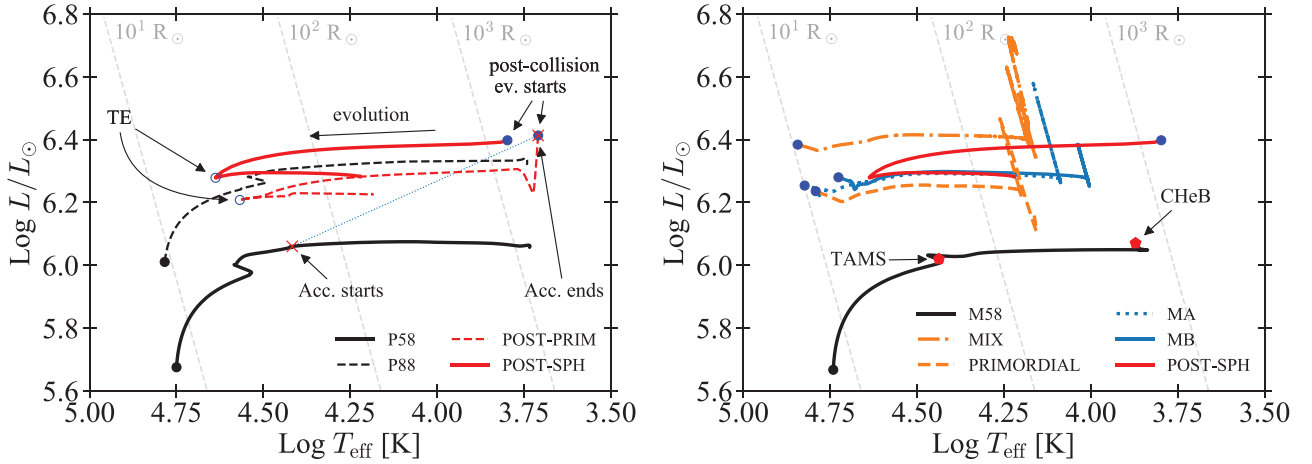 10¹ R☉ 10² R☉ 10³ R☉
post-collision
ev. starts
TE
evolution
Acc. starts
Acc. ends
P58
P88
POST-PRIM
POST-SPH
6.8
6.6
6.4
6.2
6.0
5.8
5.6
Log L/L☉
5.00 4.75 4.50 4.25 4.00 3.75 3.50
Log T_eff [K]
10¹ R☉ 10² R☉ 10³ R☉
CHeB
TAMS
M58
MIX
PRIMORDIAL
MA
MB
POST-SPH
6.8
6.6
6.4
6.2
6.0
5.8
5.6
Log L/L☉
5.00 4.75 4.50 4.25 4.00 3.75 3.50
Log T_eff [K]